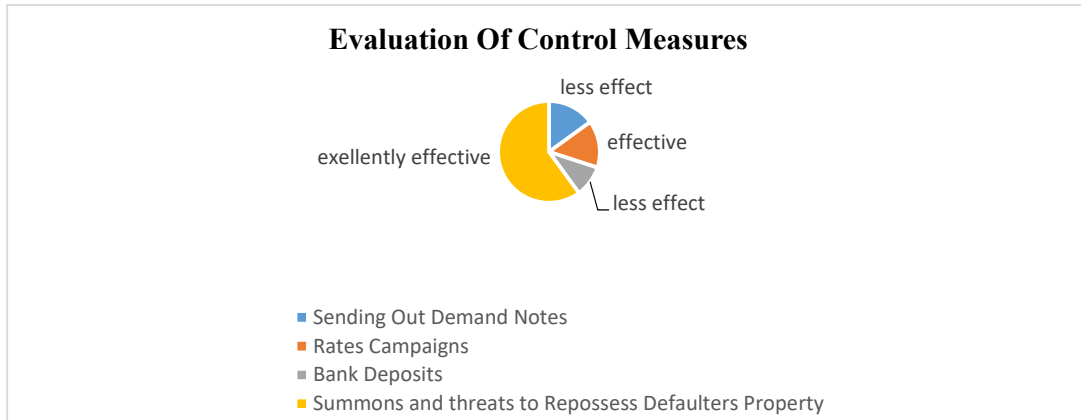 Evaluation Of Control Measures
less effect
effective
exellently effective
less effect
Sending Out Demand Notes
Rates Campaigns
Bank Deposits
Summons and threats to Repossess Defaulters Property